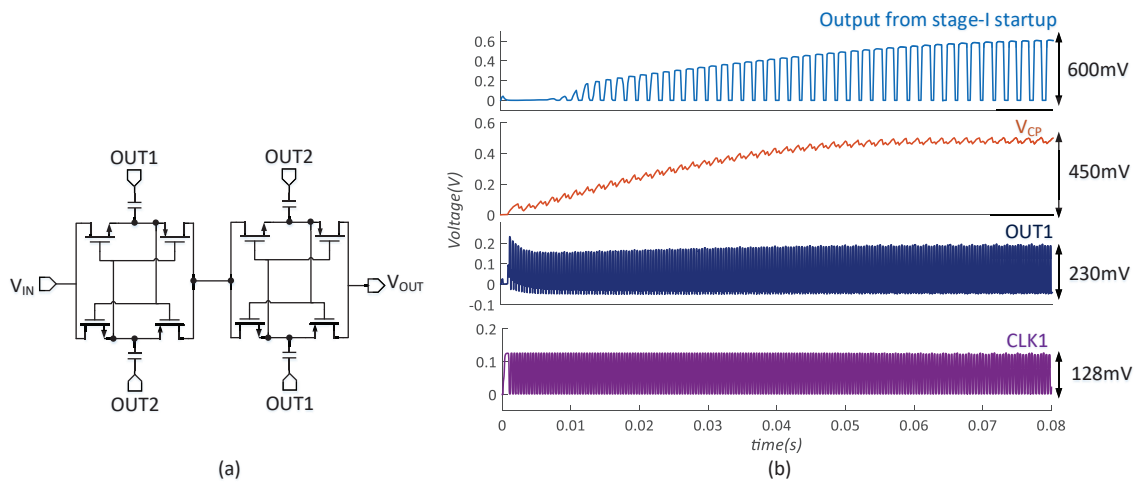 OUT1
OUT2
V_IN
V_OUT
OUT2
OUT1
(a)
Output from stage-I startup
0.6
0.4
0.2
0
600mV
V_CP
0.6
0.4
0.2
0
450mV
Voltage(V)
OUT1
0.2
0.1
0
-0.1
230mV
CLK1
0.2
0.1
0
128mV
0 0.01 0.02 0.03 0.04 0.05 0.06 0.07 0.08
time(s)
(b)